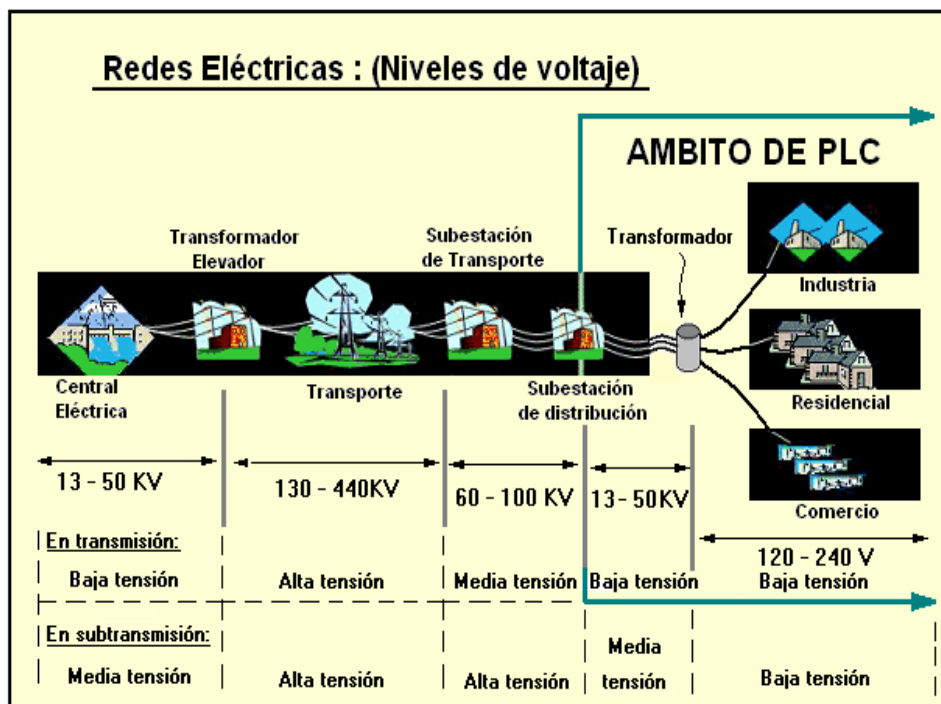 Redes Eléctricas : (Niveles de voltaje)
AMBITO DE PLC
Transformador
Elevador
Subestación
de Transporte
Transformador
Industria
Central
Eléctrica
Transporte
Subestación
de distribución
Residencial
Comercio
13 - 50 KV
130 - 440KV
60 - 100 KV
13 - 50KV
120 - 240 V
En transmisión:
Baja tensión
Alta tensión
Media tensión
Baja tensión
Baja tensión
En subtransmisión:
Media tensión
Alta tensión
Alta tensión
Media
tensión
Baja tensión